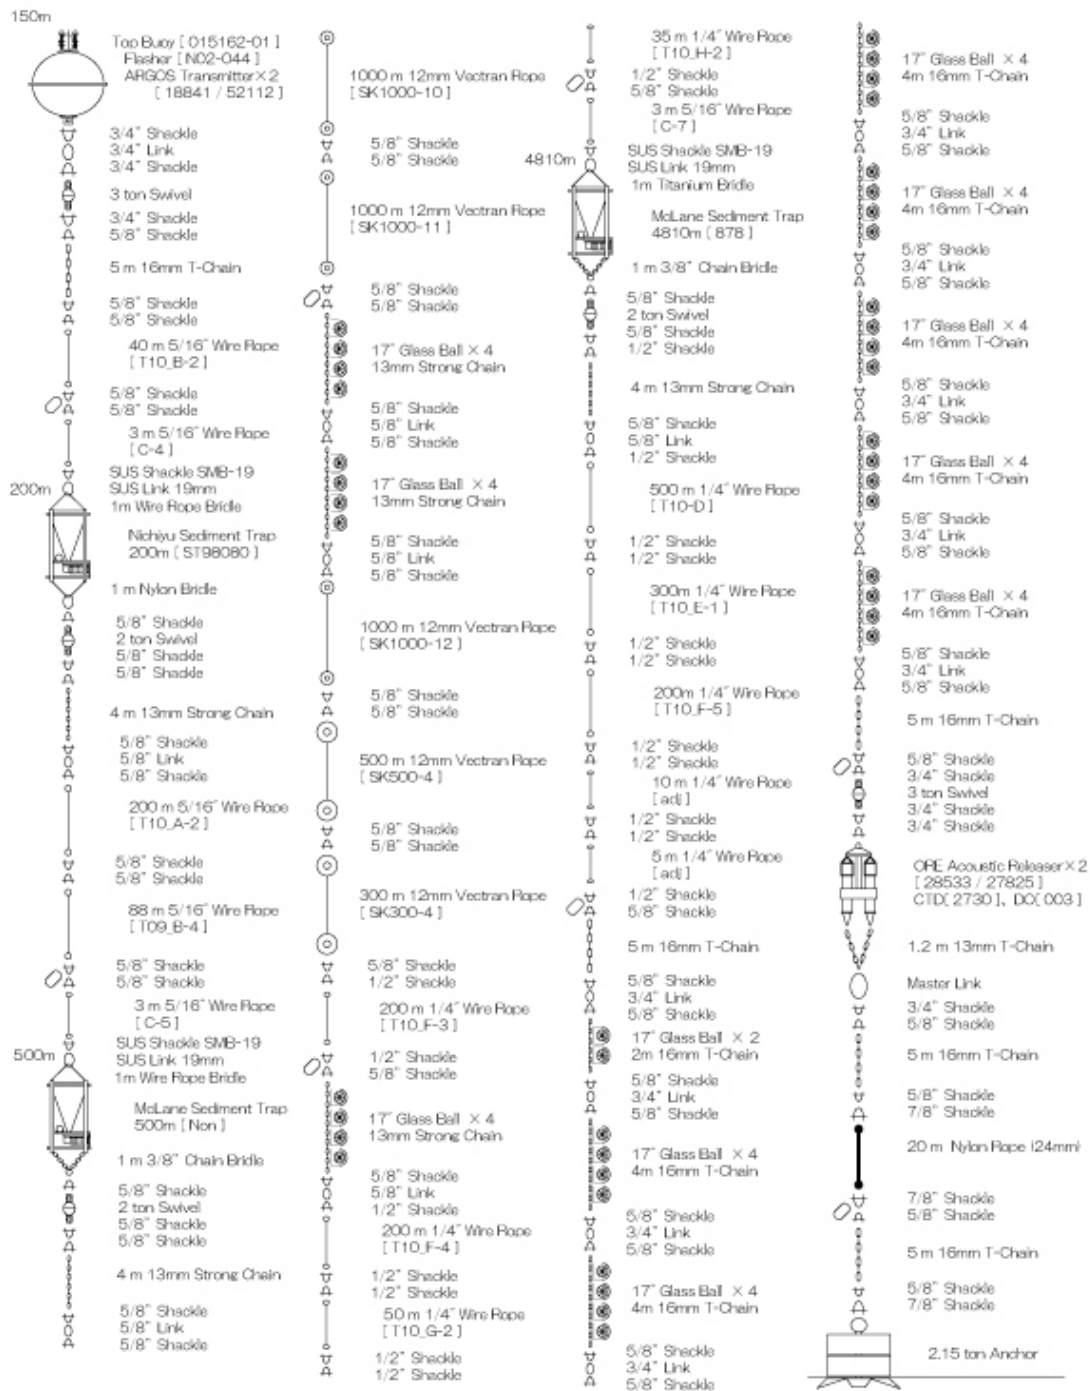 150m
Top Buoy [ 015162-01 ]
Flasher [ N02-044 ]
ARGOS Transmitter×2
[ 18841 / 52112 ]
3/4" Shackle
3/4" Link
3/4" Shackle
3 ton Swivel
3/4" Shackle
5/8" Shackle
5 m 16mm T-Chain
5/8" Shackle
5/8" Shackle
40 m 5/16" Wire Rope
[ T10_B-2 ]
5/8" Shackle
5/8" Shackle
3 m 5/16" Wire Rope
[ C-4 ]
200m
SUS Shackle SMB-19
SUS Link 19mm
1m Wire Rope Bridle
Nichiyu Sediment Trap
200m [ ST98080 ]
1 m Nylon Bridle
5/8" Shackle
2 ton Swivel
5/8" Shackle
5/8" Shackle
4 m 13mm Strong Chain
5/8" Shackle
5/8" Link
5/8" Shackle
200 m 5/16" Wire Rope
[ T10_A-2 ]
5/8" Shackle
5/8" Shackle
88 m 5/16" Wire Rope
[ T09_B-4 ]
5/8" Shackle
5/8" Shackle
3 m 5/16" Wire Rope
[ C-5 ]
500m
SUS Shackle SMB-19
SUS Link 19mm
1m Wire Rope Bridle
McLane Sediment Trap
500m [ Non ]
1 m 3/8" Chain Bridle
5/8" Shackle
2 ton Swivel
5/8" Shackle
5/8" Shackle
4 m 13mm Strong Chain
5/8" Shackle
5/8" Link
5/8" Shackle
1000 m 12mm Vectran Rope
[ SK1000-10 ]
5/8" Shackle
5/8" Shackle
1000 m 12mm Vectran Rope
[ SK1000-11 ]
5/8" Shackle
5/8" Shackle
17" Glass Ball × 4
13mm Strong Chain
5/8" Shackle
5/8" Link
5/8" Shackle
17" Glass Ball × 4
13mm Strong Chain
5/8" Shackle
5/8" Link
5/8" Shackle
1000 m 12mm Vectran Rope
[ SK1000-12 ]
5/8" Shackle
5/8" Shackle
500 m 12mm Vectran Rope
[ SK500-4 ]
5/8" Shackle
5/8" Shackle
300 m 12mm Vectran Rope
[ SK300-4 ]
5/8" Shackle
1/2" Shackle
200 m 1/4" Wire Rope
[ T10_F-3 ]
1/2" Shackle
5/8" Shackle
17" Glass Ball × 4
13mm Strong Chain
5/8" Shackle
5/8" Link
1/2" Shackle
200 m 1/4" Wire Rope
[ T10_F-4 ]
1/2" Shackle
1/2" Shackle
50 m 1/4" Wire Rope
[ T10_G-2 ]
1/2" Shackle
1/2" Shackle
35 m 1/4" Wire Rope
[ T10_H-2 ]
1/2" Shackle
5/8" Shackle
3 m 5/16" Wire Rope
[ C-7 ]
4810m
SUS Shackle SMB-19
SUS Link 19mm
1m Titanium Bridle
McLane Sediment Trap
4810m [ 878 ]
1 m 3/8" Chain Bridle
5/8" Shackle
2 ton Swivel
5/8" Shackle
1/2" Shackle
4 m 13mm Strong Chain
5/8" Shackle
5/8" Link
1/2" Shackle
500 m 1/4" Wire Rope
[ T10-D ]
1/2" Shackle
1/2" Shackle
300m 1/4" Wire Rope
[ T10_E-1 ]
1/2" Shackle
1/2" Shackle
200m 1/4" Wire Rope
[ T10_F-5 ]
1/2" Shackle
1/2" Shackle
10 m 1/4" Wire Rope
[ adj ]
1/2" Shackle
1/2" Shackle
5 m 1/4" Wire Rope
[ adj ]
1/2" Shackle
5/8" Shackle
5 m 16mm T-Chain
5/8" Shackle
3/4" Link
5/8" Shackle
17" Glass Ball × 2
2m 16mm T-Chain
5/8" Shackle
3/4" Link
5/8" Shackle
17" Glass Ball × 4
4m 16mm T-Chain
5/8" Shackle
3/4" Link
5/8" Shackle
17" Glass Ball × 4
4m 16mm T-Chain
5/8" Shackle
3/4" Link
5/8" Shackle
17" Glass Ball × 4
4m 16mm T-Chain
5/8" Shackle
3/4" Link
5/8" Shackle
17" Glass Ball × 4
4m 16mm T-Chain
5/8" Shackle
3/4" Link
5/8" Shackle
17" Glass Ball × 4
4m 16mm T-Chain
5/8" Shackle
3/4" Link
5/8" Shackle
17" Glass Ball × 4
4m 16mm T-Chain
5/8" Shackle
3/4" Link
5/8" Shackle
17" Glass Ball × 4
4m 16mm T-Chain
5/8" Shackle
3/4" Link
5/8" Shackle
5 m 16mm T-Chain
5/8" Shackle
3/4" Shackle
3 ton Swivel
3/4" Shackle
3/4" Shackle
ORE Acoustic Releaser×2
[ 28533 / 27825 ]
CTD[ 2730 ]、DO[ 003 ]
1.2 m 13mm T-Chain
Master Link
3/4" Shackle
5/8" Shackle
5 m 16mm T-Chain
5/8" Shackle
7/8" Shackle
20 m Nylon Rope (24mm)
7/8" Shackle
5/8" Shackle
5 m 16mm T-Chain
5/8" Shackle
7/8" Shackle
2.15 ton Anchor